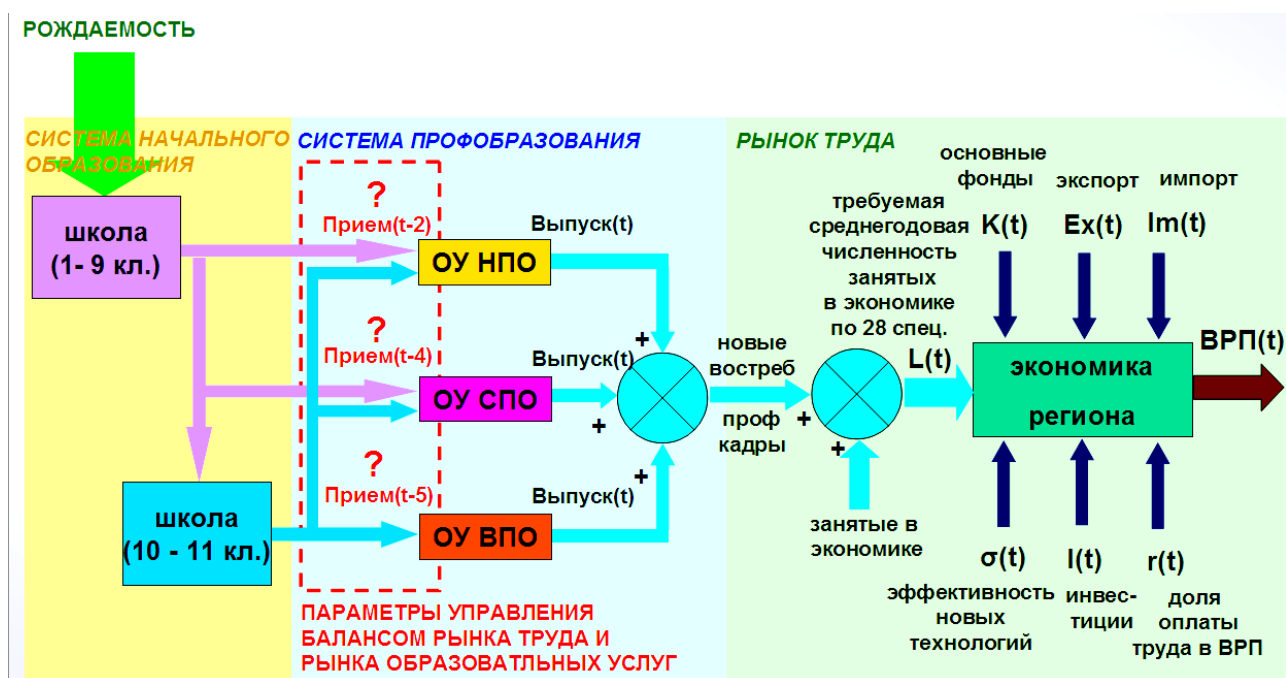 РОЖДАЕМОСТЬ
СИСТЕМА НАЧАЛЬНОГО
ОБРАЗОВАНИЯ
школа
(1- 9 кл.)
школа
(10 - 11 кл.)
СИСТЕМА ПРОФОБРАЗОВАНИЯ
?
Прием(t-2)
Выпуск(t)
ОУ НПО
?
Прием(t-4)
Выпуск(t)
ОУ СПО
?
Прием(t-5)
Выпуск(t)
ОУ ВПО
+
+
+
ПАРАМЕТРЫ УПРАВЛЕНИЯ
БАЛАНСОМ РЫНКА ТРУДА И
РЫНКА ОБРАЗОВАТЛЬНЫХ УСЛУГ
новые
востреб
проф
кадры
РЫНОК ТРУДА
требуемая
среднегодовая
численность
занятых
в экономике
по 28 спец.
L(t)
+
+
занятые в
экономике
основные
фонды
K(t)
экспорт
Ex(t)
импорт
Im(t)
экономика
региона
ВРП(t)
σ(t)
эффективность
новых
технологий
I(t)
инвес-
тиции
r(t)
доля
оплаты
труда в ВРП